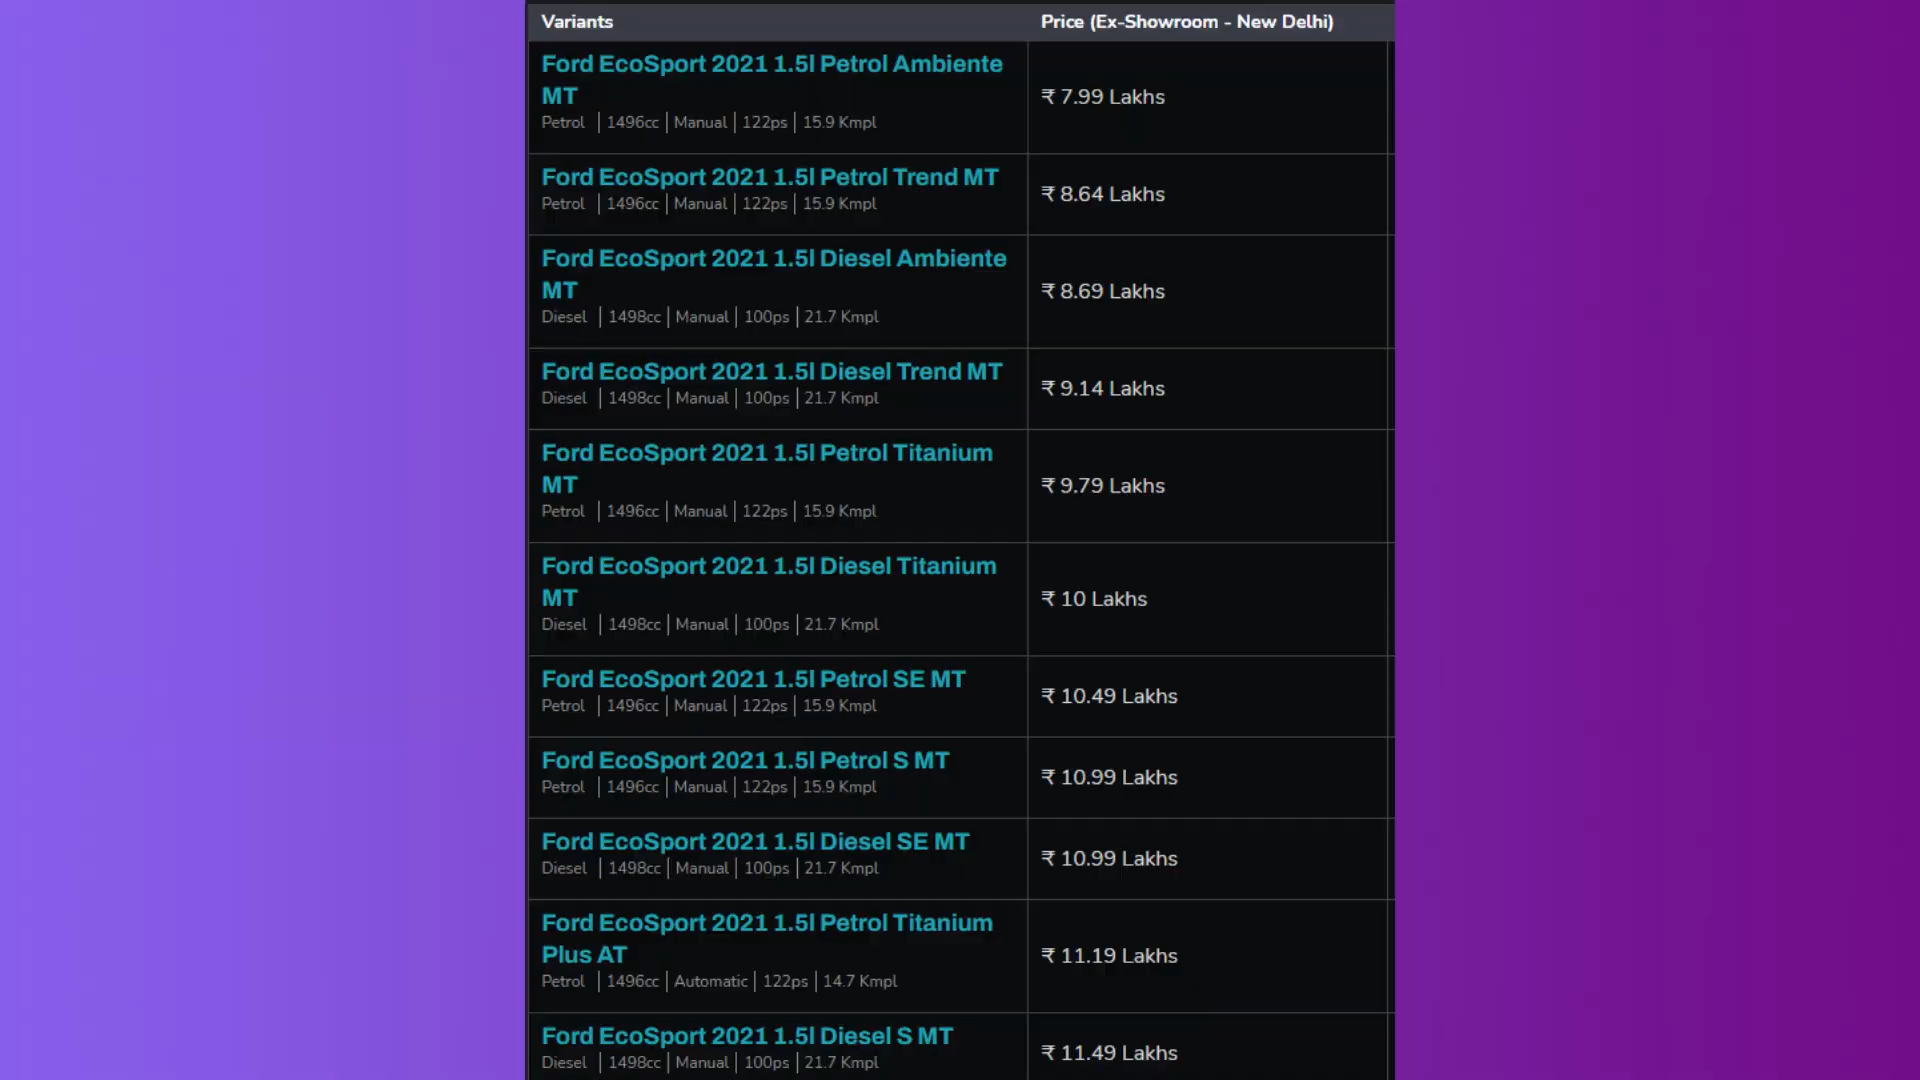 Variants Price (Ex-Showroom - New Delhi)
Ford EcoSport 2021 1.5l Petrol Ambiente
MT
Petrol | 1496cc | Manual | 122ps | 15.9 Kmpl
₹ 7.99 Lakhs
Ford EcoSport 2021 1.5l Petrol Trend MT
Petrol | 1496cc | Manual | 122ps | 15.9 Kmpl
₹ 8.64 Lakhs
Ford EcoSport 2021 1.5l Diesel Ambiente
MT
Diesel | 1498cc | Manual | 100ps | 21.7 Kmpl
₹ 8.69 Lakhs
Ford EcoSport 2021 1.5l Diesel Trend MT
Diesel | 1498cc | Manual | 100ps | 21.7 Kmpl
₹ 9.14 Lakhs
Ford EcoSport 2021 1.5l Petrol Titanium
MT
Petrol | 1496cc | Manual | 122ps | 15.9 Kmpl
₹ 9.79 Lakhs
Ford EcoSport 2021 1.5l Diesel Titanium
MT
Diesel | 1498cc | Manual | 100ps | 21.7 Kmpl
₹ 10 Lakhs
Ford EcoSport 2021 1.5l Petrol SE MT
Petrol | 1496cc | Manual | 122ps | 15.9 Kmpl
₹ 10.49 Lakhs
Ford EcoSport 2021 1.5l Petrol S MT
Petrol | 1496cc | Manual | 122ps | 15.9 Kmpl
₹ 10.99 Lakhs
Ford EcoSport 2021 1.5l Diesel SE MT
Diesel | 1498cc | Manual | 100ps | 21.7 Kmpl
₹ 10.99 Lakhs
Ford EcoSport 2021 1.5l Petrol Titanium
Plus AT
Petrol | 1496cc | Automatic | 122ps | 14.7 Kmpl
₹ 11.19 Lakhs
Ford EcoSport 2021 1.5l Diesel S MT
Diesel | 1498cc | Manual | 100ps | 21.7 Kmpl
₹ 11.49 Lakhs